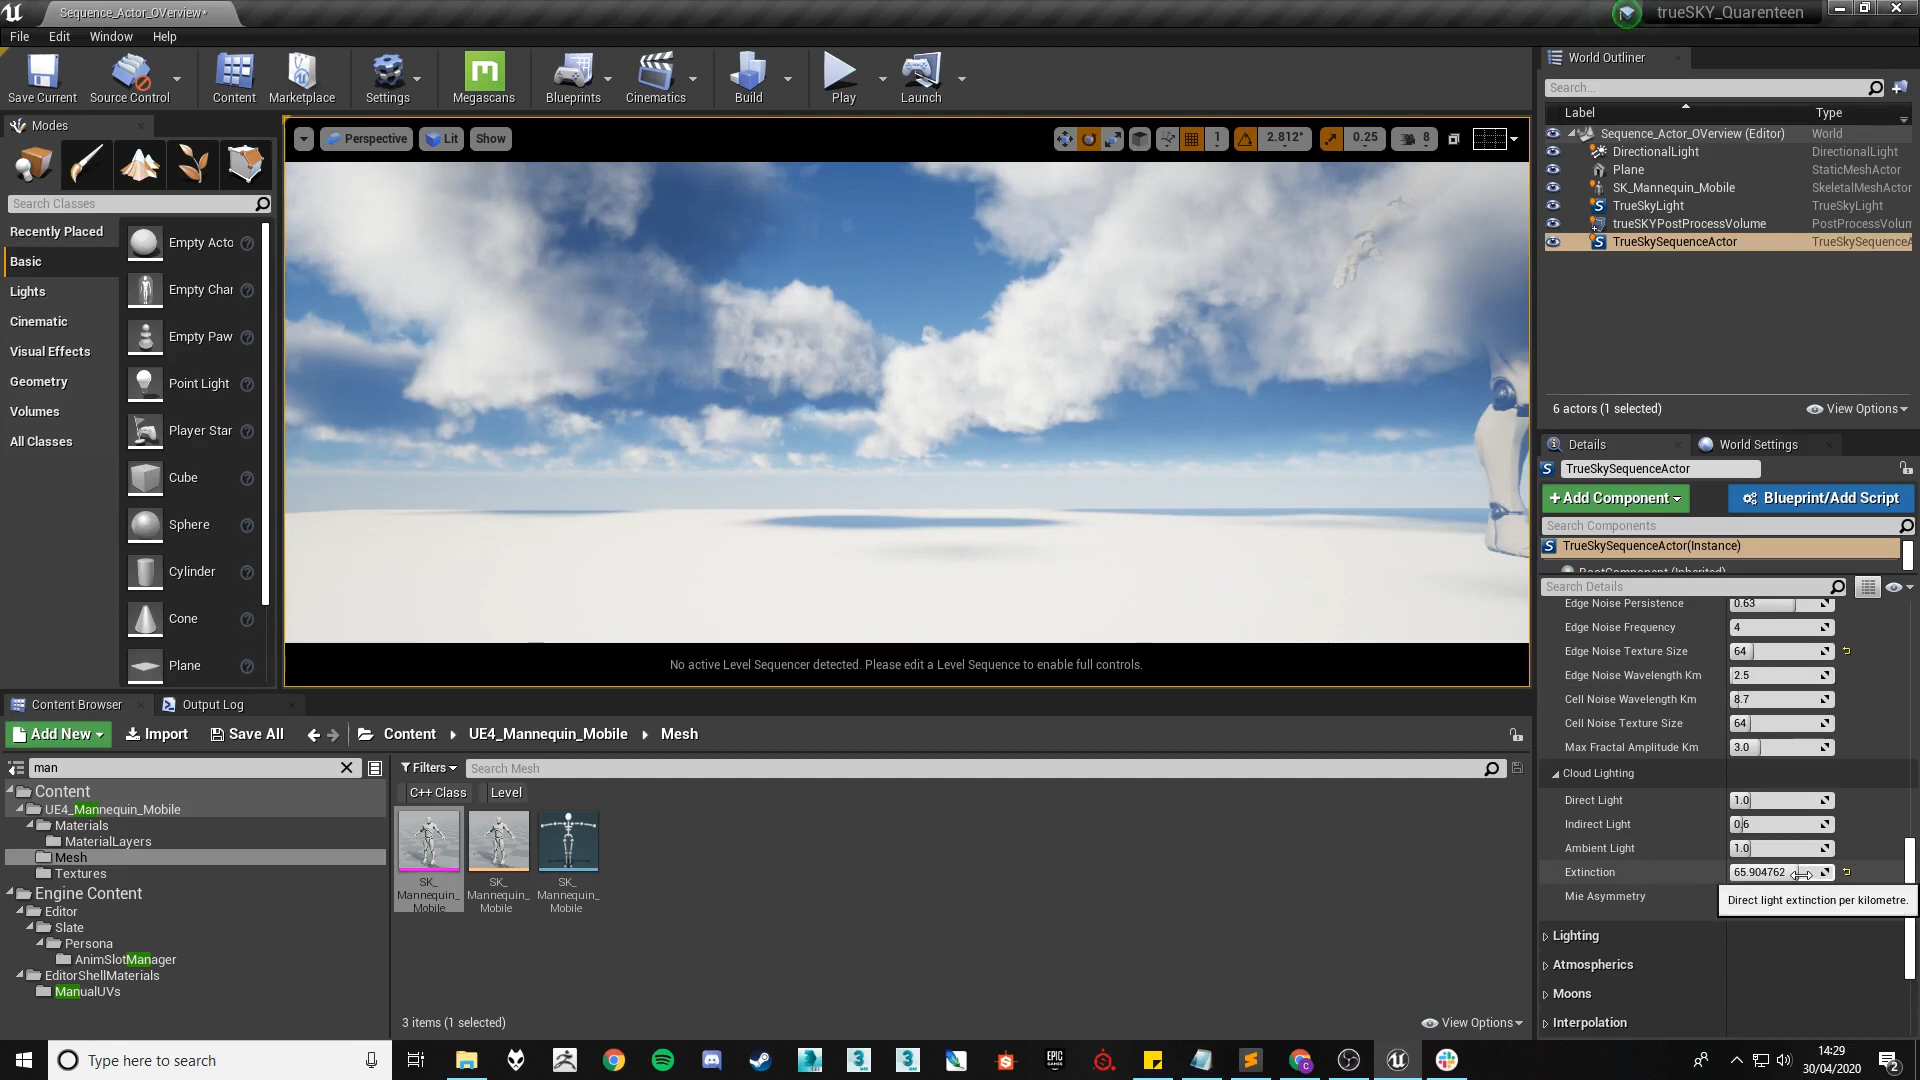 Sequence_Actor_OVerview*
trueSKY_Quarenteen
File Edit Window Help
Save Current
Source Control
Content
Marketplace
Settings
Megascans
Blueprints
Cinematics
Build
Play
Launch
Modes
Search Classes
Recently Placed
Basic
Lights
Cinematic
Visual Effects
Geometry
Volumes
All Classes
Empty Acto
Empty Char
Empty Paw
Point Light
Player Star
Cube
Sphere
Cylinder
Cone
Plane
Perspective Lit Show
1 2.812° 0.25 8
No active Level Sequencer detected. Please edit a Level Sequence to enable full controls.
World Outliner
Search...
Label Type
Sequence_Actor_OVerview (Editor) World
DirectionalLight DirectionalLight
Plane StaticMeshActor
SK_Mannequin_Mobile SkeletalMeshActor
TrueSkyLight TrueSkyLight
trueSKYPostProcessVolume PostProcessVolum
TrueSkySequenceActor TrueSkySequenceA
6 actors (1 selected) View Options
Details World Settings
TrueSkySequenceActor
+Add Component Blueprint/Add Script
Search Components
TrueSkySequenceActor(Instance)
RootComponent (Inherited)
Search Details
Edge Noise Persistence 0.63
Edge Noise Frequency 4
Edge Noise Texture Size 64
Edge Noise Wavelength Km 2.5
Cell Noise Wavelength Km 8.7
Cell Noise Texture Size 64
Max Fractal Amplitude Km 3.0
Cloud Lighting
Direct Light 1.0
Indirect Light 0.6
Ambient Light 1.0
Extinction 65.904762
Mie Asymmetry
Direct light extinction per kilometre.
Lighting
Atmospherics
Moons
Interpolation
Content Browser Output Log
Add New Import Save All Content UE4_Mannequin_Mobile Mesh
man
Filters Search Mesh
C++ Class Level
Content
UE4_Mannequin_Mobile
Materials
MaterialLayers
Mesh
Textures
Engine Content
Editor
Slate
Persona
AnimSlotManager
EditorShellMaterials
ManualUVs
SK_
Mannequin_
Mobile
SK_
Mannequin_
Mobile
SK_
Mannequin_
Mobile
3 items (1 selected) View Options
Type here to search
14:29
30/04/2020
2